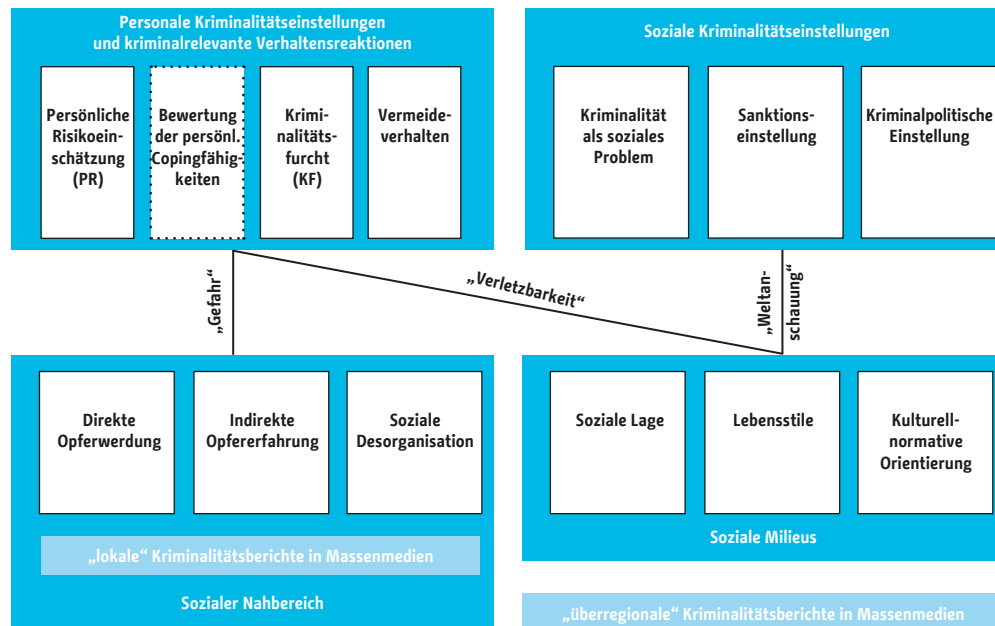 Personale Kriminalitätseinstellungen
und kriminalrelevante Verhaltensreaktionen
Persönliche
Risikoein-
schätzung
(PR)
Bewertung
der persönl.
Copingfähig-
keiten
Krimi-
nalitäts-
furcht
(KF)
Vermeide-
verhalten
Soziale Kriminalitätseinstellungen
Kriminalität
als soziales
Problem
Sanktions-
einstellung
Kriminalpolitische
Einstellung
„Gefahr“
„Verletzbarkeit“
„Weltan-
schauung“
Direkte
Opferwerdung
Indirekte
Opfererfahrung
Soziale
Desorganisation
„lokale“ Kriminalitätsberichte in Massenmedien
Sozialer Nahbereich
Soziale Lage
Lebensstile
Kulturell-
normative
Orientierung
Soziale Milieus
„überregionale“ Kriminalitätsberichte in Massenmedien